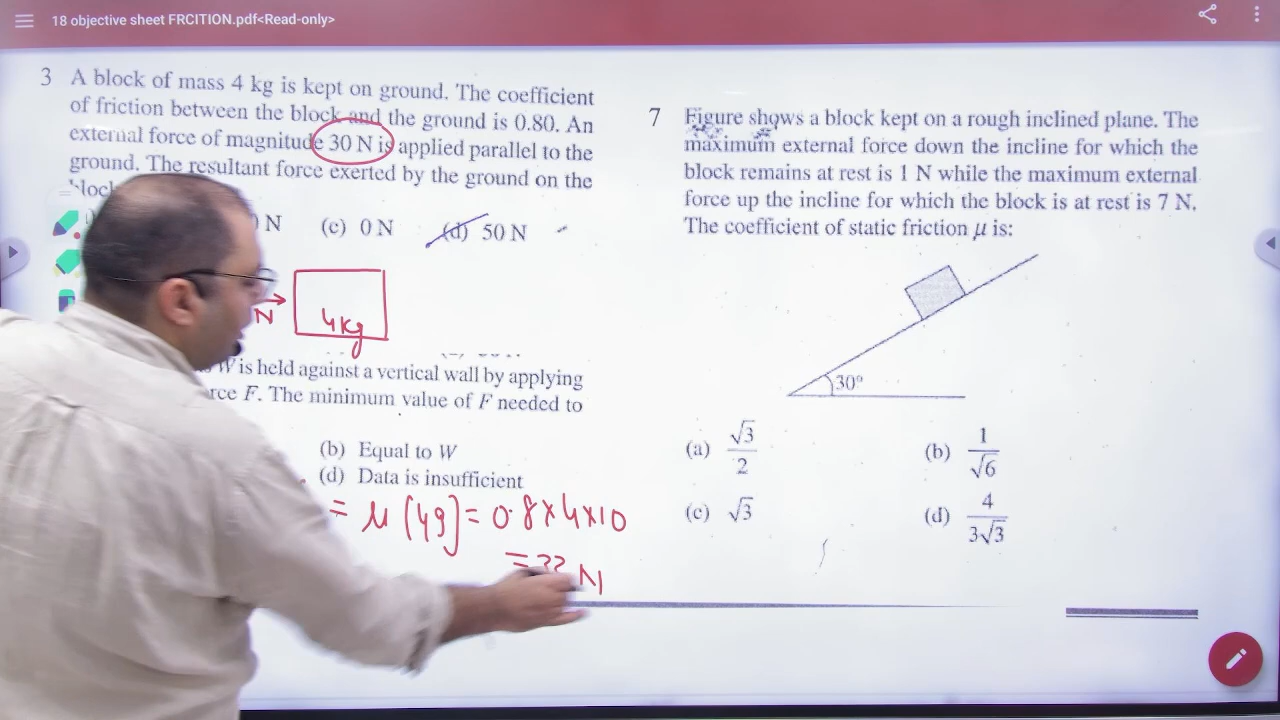 18 objective sheet FRCITION.pdf<Read-only>
3 A block of mass 4 kg is kept on ground. The coefficient
of friction between the block and the ground is 0.80. An
external force of magnitude 30 N is applied parallel to the
ground. The resultant force exerted by the ground on the
N (c) 0 N (d) 50 N
N 4kg
W is held against a vertical wall by applying
F. The minimum value of F needed to
(b) Equal to W
(d) Data is insufficient
= μ(4g) = 0.8×4×10
= 32 N
7 Figure shows a block kept on a rough inclined plane. The
maximum external force down the incline for which the
block remains at rest is 1 N while the maximum external
force up the incline for which the block is at rest is 7 N.
The coefficient of static friction μ is:
30°
(a) √3/2 (b) 1/√6
(c) √3 (d) 4/3√3